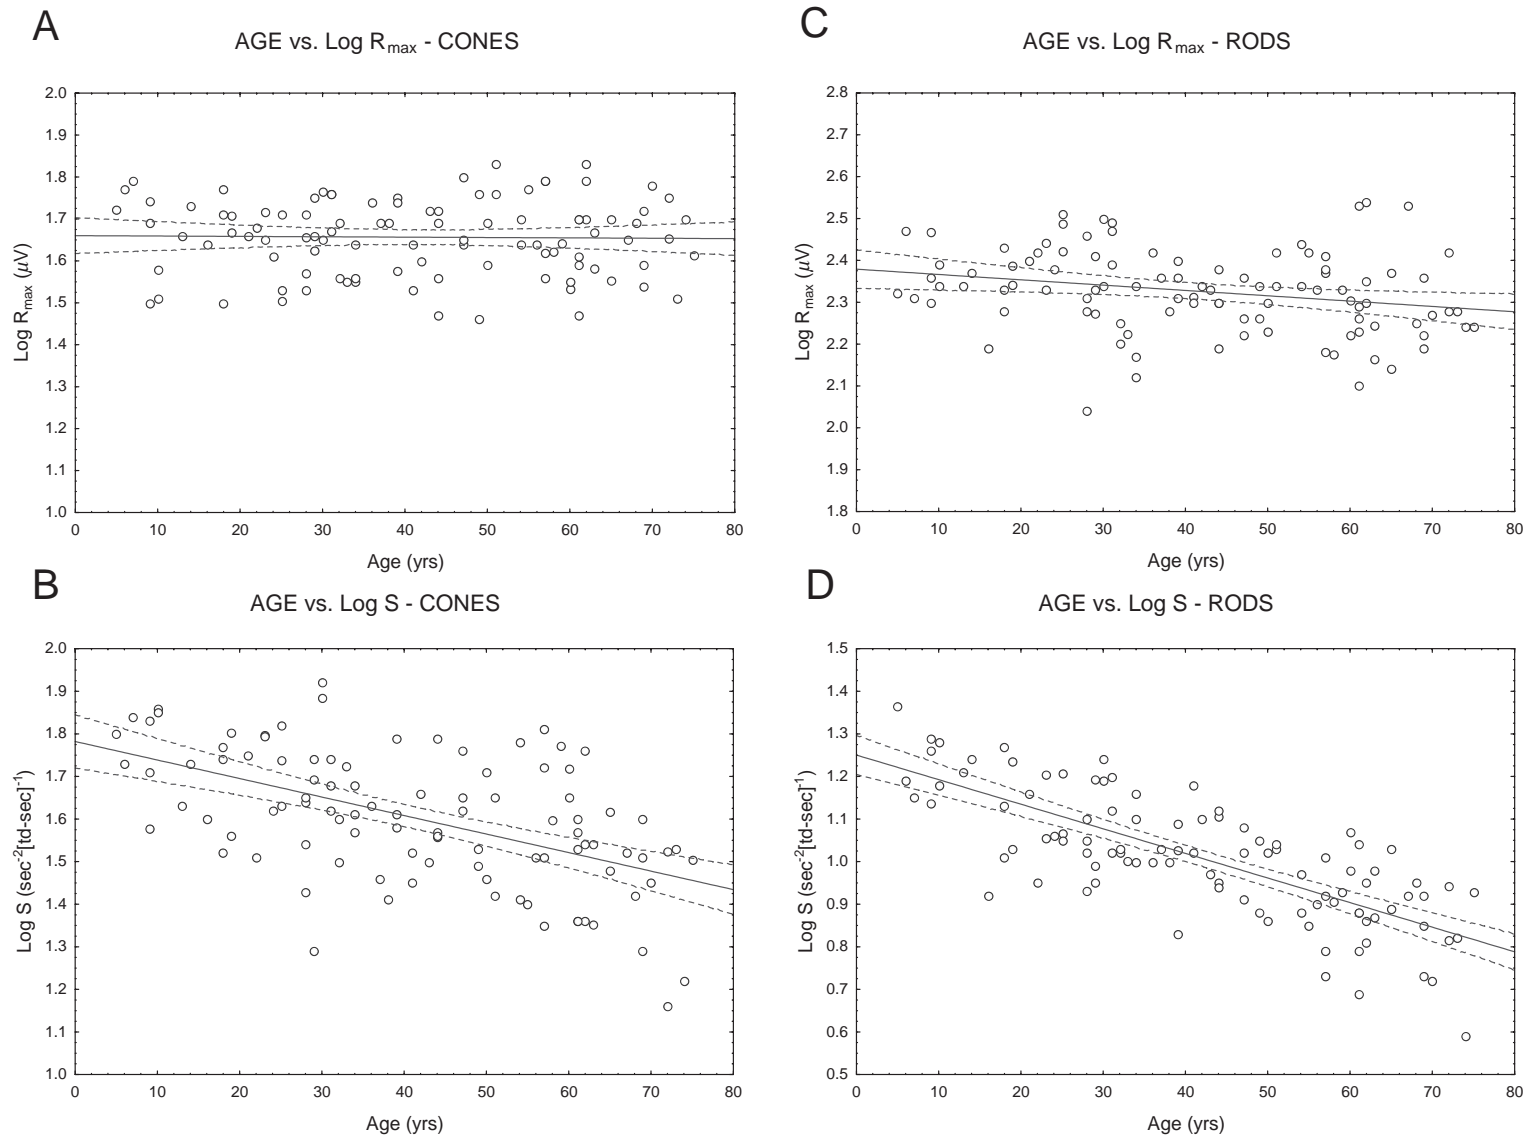 A
AGE vs. Log Rmax - CONES
2.0
1.9
1.8
1.7
1.6
1.5
1.4
1.3
1.2
1.1
1.0
Log Rmax (µV)
0 10 20 30 40 50 60 70 80
Age (yrs)
C
AGE vs. Log Rmax - RODS
2.8
2.7
2.6
2.5
2.4
2.3
2.2
2.1
2.0
1.9
1.8
Log Rmax (µV)
0 10 20 30 40 50 60 70 80
Age (yrs)
B
AGE vs. Log S - CONES
2.0
1.9
1.8
1.7
1.6
1.5
1.4
1.3
1.2
1.1
1.0
Log S (sec⁻²[td-sec]⁻¹)
0 10 20 30 40 50 60 70 80
Age (yrs)
D
AGE vs. Log S - RODS
1.5
1.4
1.3
1.2
1.1
1.0
0.9
0.8
0.7
0.6
0.5
Log S (sec⁻²[td-sec]⁻¹)
0 10 20 30 40 50 60 70 80
Age (yrs)